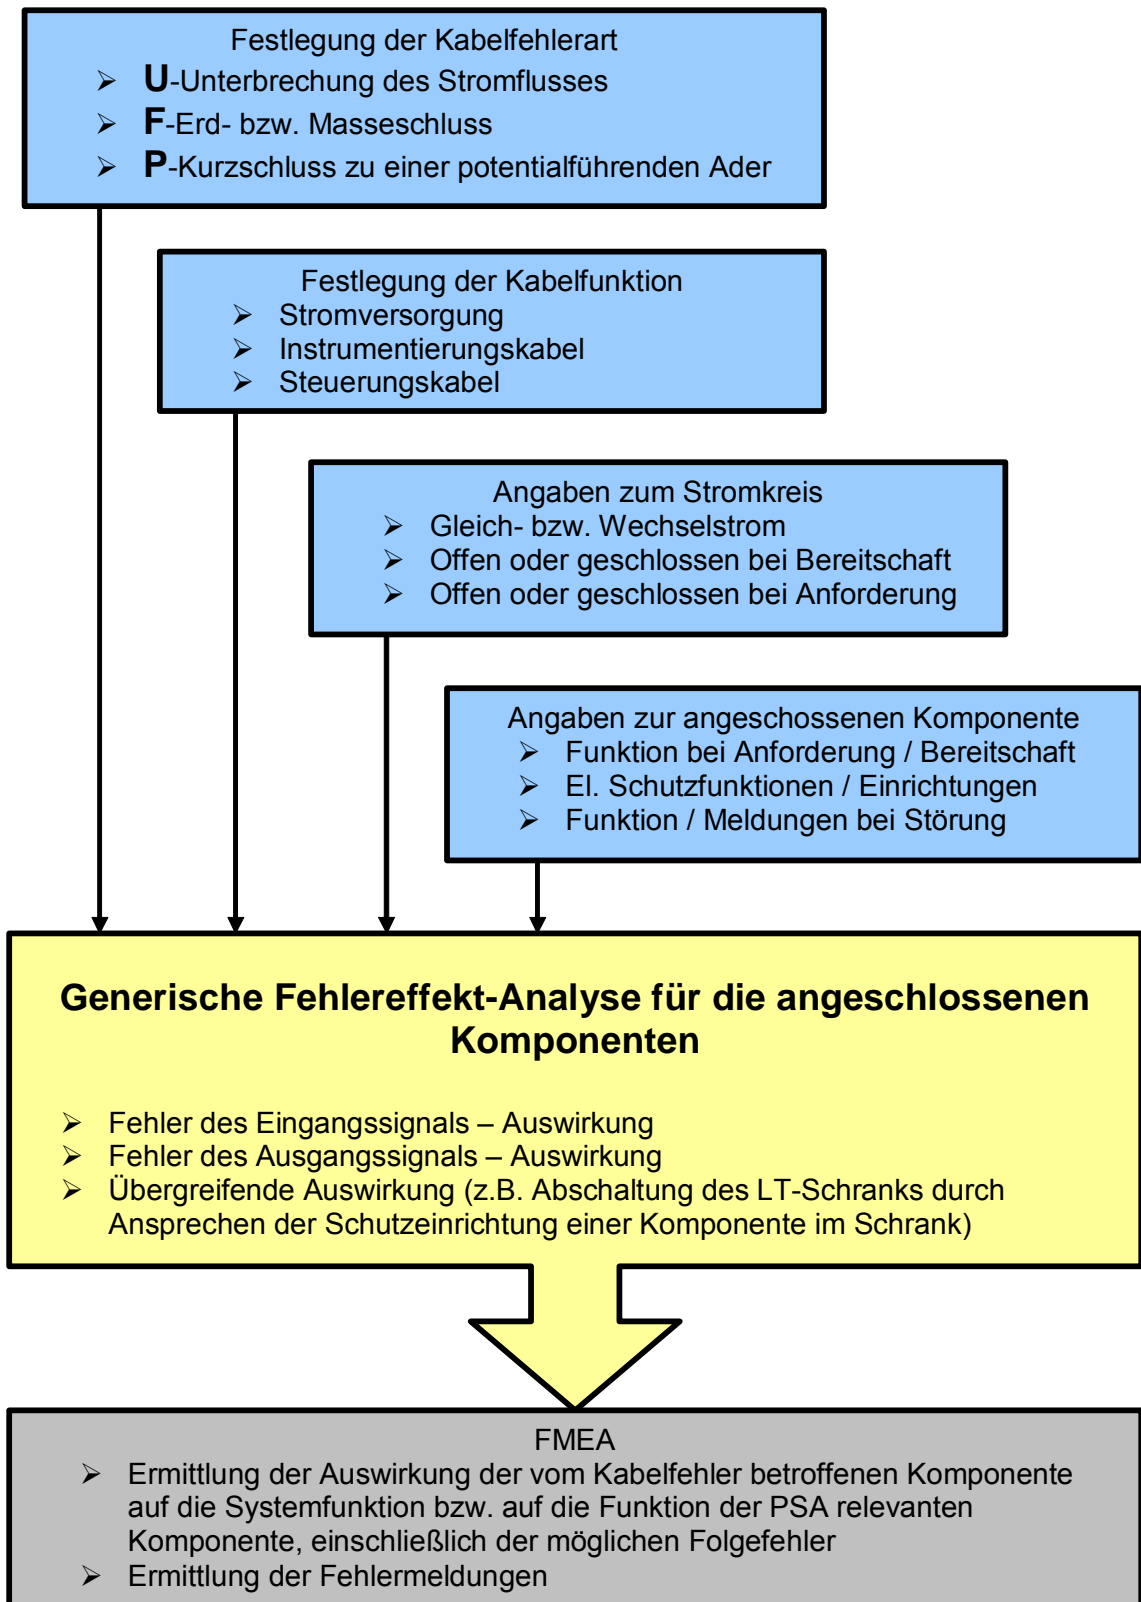 Festlegung der Kabelfehlerart
➢ U-Unterbrechung des Stromflusses
➢ F-Erd- bzw. Masseschluss
➢ P-Kurzschluss zu einer potentialführenden Ader
Festlegung der Kabelfunktion
➢ Stromversorgung
➢ Instrumentierungskabel
➢ Steuerungskabel
Angaben zum Stromkreis
➢ Gleich- bzw. Wechselstrom
➢ Offen oder geschlossen bei Bereitschaft
➢ Offen oder geschlossen bei Anforderung
Angaben zur angeschossenen Komponente
➢ Funktion bei Anforderung / Bereitschaft
➢ El. Schutzfunktionen / Einrichtungen
➢ Funktion / Meldungen bei Störung
Generische Fehlereffekt-Analyse für die angeschlossenen
Komponenten
➢ Fehler des Eingangssignals – Auswirkung
➢ Fehler des Ausgangssignals – Auswirkung
➢ Übergreifende Auswirkung (z.B. Abschaltung des LT-Schranks durch
Ansprechen der Schutzeinrichtung einer Komponente im Schrank)
FMEA
➢ Ermittlung der Auswirkung der vom Kabelfehler betroffenen Komponente
auf die Systemfunktion bzw. auf die Funktion der PSA relevanten
Komponente, einschließlich der möglichen Folgefehler
➢ Ermittlung der Fehlermeldungen